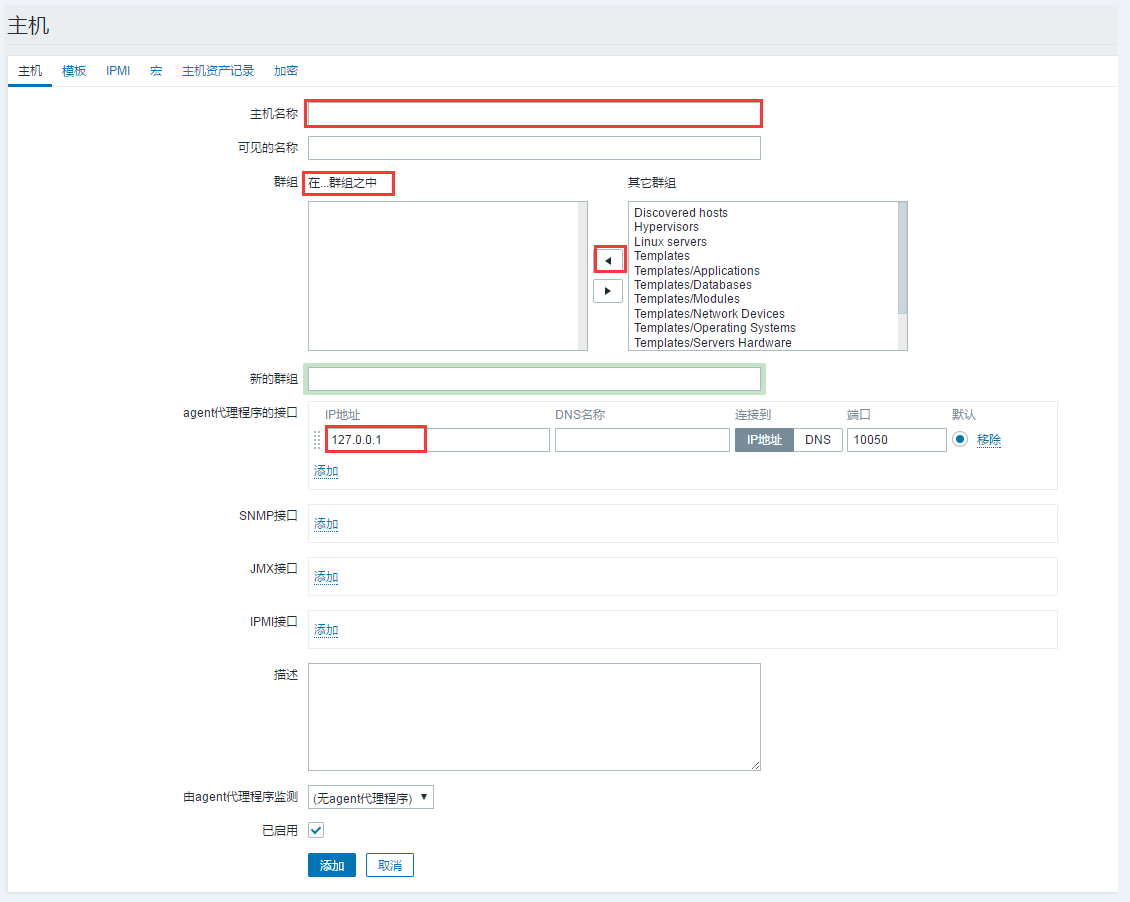 主机
主机 模板 IPMI 宏 主机资产记录 加密
主机名称
可见的名称
群组 在...群组之中 其它群组
Discovered hosts
Hypervisors
Linux servers
Templates
Templates/Applications
Templates/Databases
Templates/Modules
Templates/Network Devices
Templates/Operating Systems
Templates/Servers Hardware
新的群组
agent代理程序的接口 IP地址 DNS名称 连接到 端口 默认
127.0.0.1 IP地址 DNS 10050 移除
添加
SNMP接口 添加
JMX接口 添加
IPMI接口 添加
描述
由agent代理程序监测 (无agent代理程序)
已启用
添加 取消